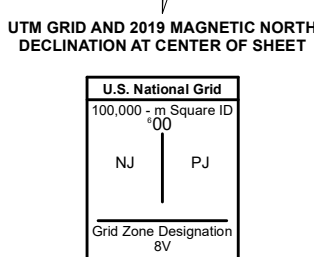 UTM GRID AND 2019 MAGNETIC NORTH
DECLINATION AT CENTER OF SHEET
U.S. National Grid
100,000 - m Square ID
⁶00
NJ PJ
Grid Zone Designation
8V